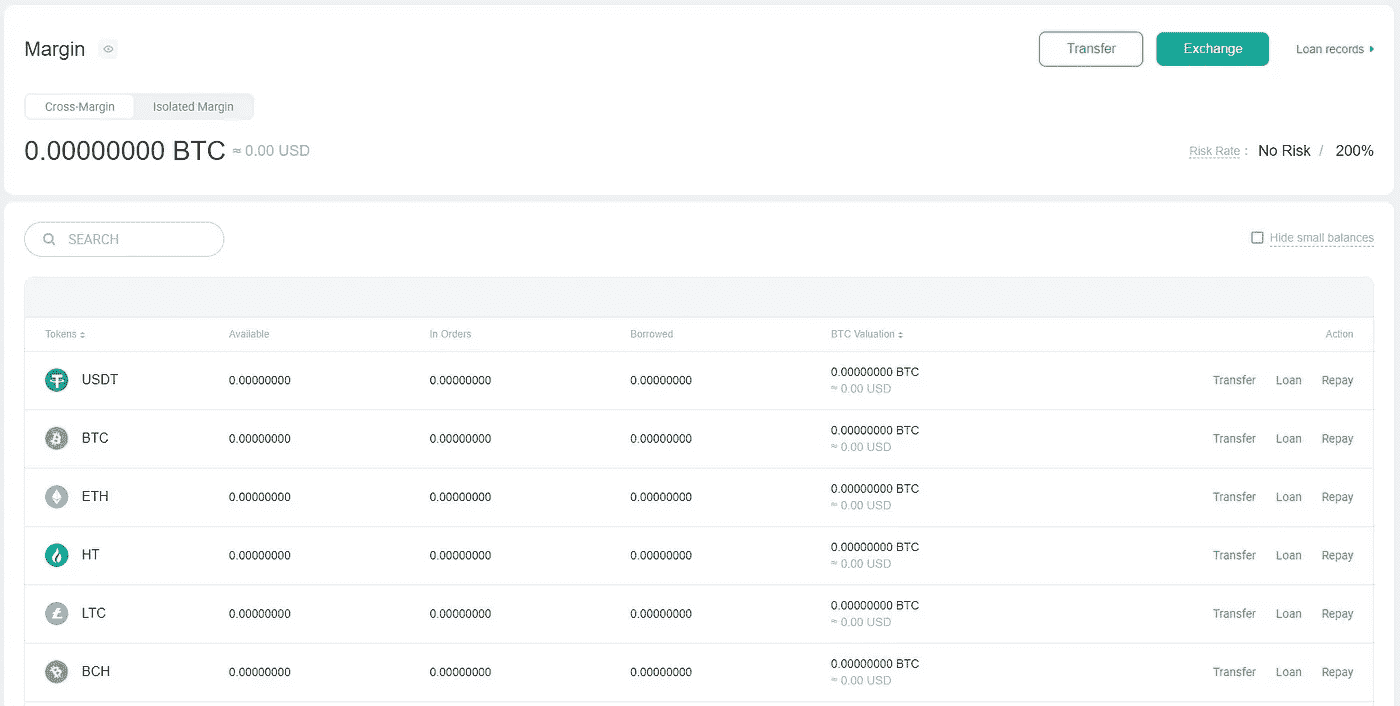 Margin Transfer Exchange Loan records
Cross-Margin Isolated Margin
0.00000000 BTC ≈ 0.00 USD Risk Rate : No Risk / 200%
SEARCH Hide small balances
Tokens Available In Orders Borrowed BTC Valuation Action
USDT 0.00000000 0.00000000 0.00000000 0.00000000 BTC Transfer Loan Repay
≈ 0.00 USD
BTC 0.00000000 0.00000000 0.00000000 0.00000000 BTC Transfer Loan Repay
≈ 0.00 USD
ETH 0.00000000 0.00000000 0.00000000 0.00000000 BTC Transfer Loan Repay
≈ 0.00 USD
HT 0.00000000 0.00000000 0.00000000 0.00000000 BTC Transfer Loan Repay
≈ 0.00 USD
LTC 0.00000000 0.00000000 0.00000000 0.00000000 BTC Transfer Loan Repay
≈ 0.00 USD
BCH 0.00000000 0.00000000 0.00000000 0.00000000 BTC Transfer Loan Repay
≈ 0.00 USD